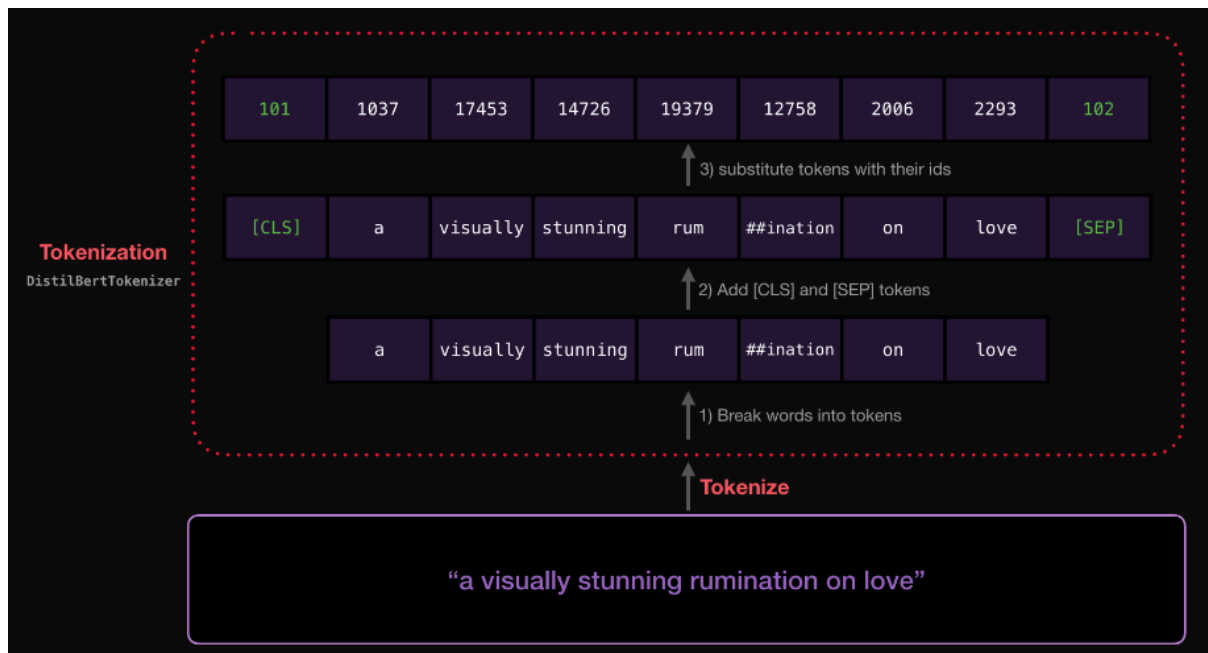 101 1037 17453 14726 19379 12758 2006 2293 102
3) substitute tokens with their ids
[CLS] a visually stunning rum ##ination on love [SEP]
Tokenization
DistilBertTokenizer
2) Add [CLS] and [SEP] tokens
a visually stunning rum ##ination on love
1) Break words into tokens
Tokenize
“a visually stunning rumination on love”